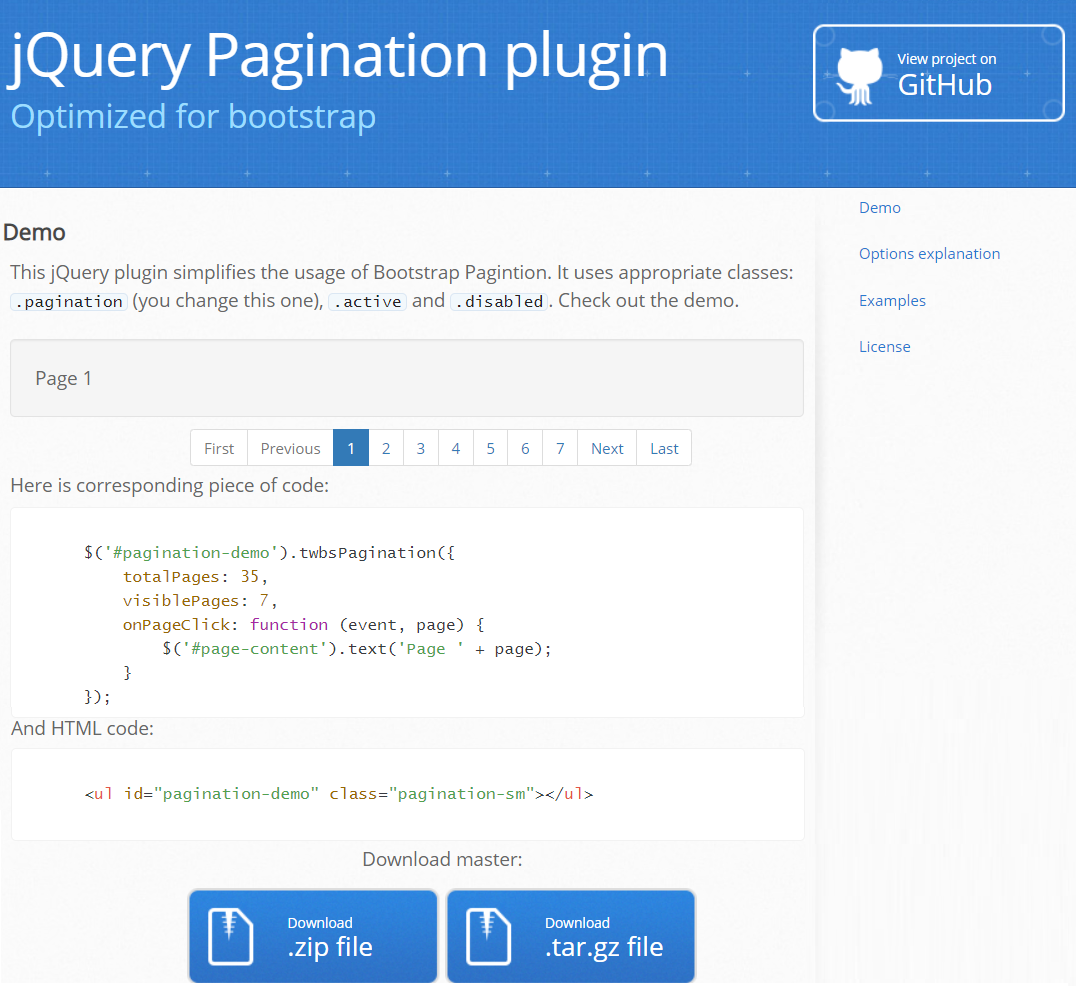 jQuery Pagination plugin
Optimized for bootstrap
View project on
GitHub
Demo
This jQuery plugin simplifies the usage of Bootstrap Pagintion. It uses appropriate classes:
.pagination (you change this one), .active and .disabled. Check out the demo.
Page 1
First Previous 1 2 3 4 5 6 7 Next Last
Here is corresponding piece of code:
$('#pagination-demo').twbsPagination({
    totalPages: 35,
    visiblePages: 7,
    onPageClick: function (event, page) {
        $('#page-content').text('Page ' + page);
    }
});
And HTML code:
<ul id="pagination-demo" class="pagination-sm"></ul>
Download master:
Download
.zip file
Download
.tar.gz file
Demo
Options explanation
Examples
License